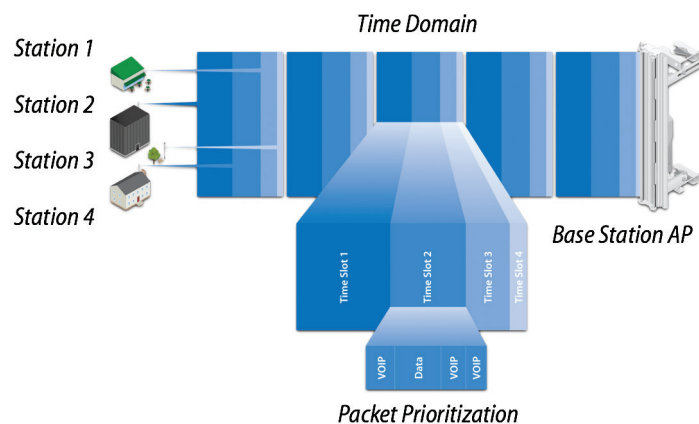 Time Domain
Station 1
Station 2
Station 3
Station 4
Base Station AP
Time Slot 1
Time Slot 2
Time Slot 3
Time Slot 4
VOIP
Data
VOIP
VOIP
Packet Prioritization